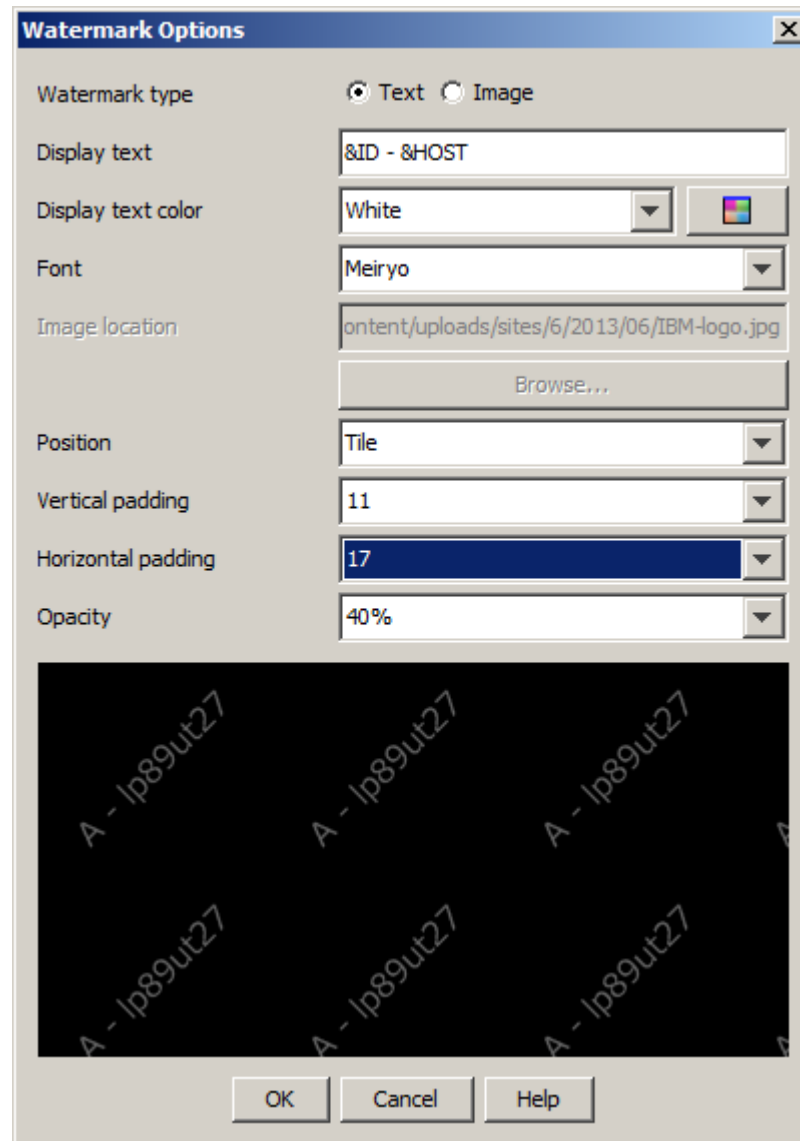 Watermark Options
Watermark type Text Image
Display text &ID - &HOST
Display text color White
Font Meiryo
Image location ontent/uploads/sites/6/2013/06/IBM-logo.jpg
Browse...
Position Tile
Vertical padding 11
Horizontal padding 17
Opacity 40%
A - lp89ut27 A - lp89ut27 A - lp89ut27 A
A - lp89ut27 A - lp89ut27 A - lp89ut27
OK Cancel Help